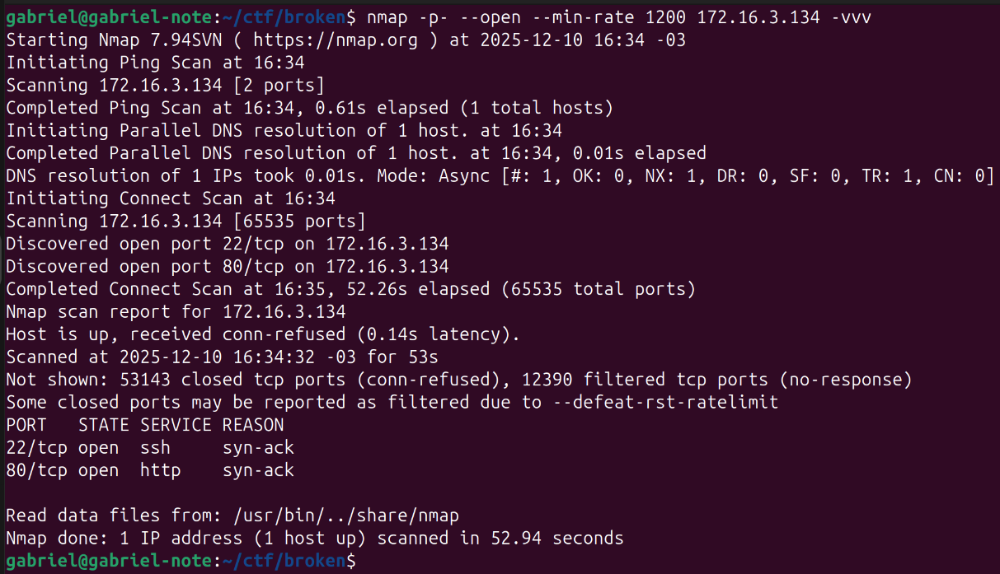 gabriel@gabriel-note:~/ctf/broken$ nmap -p- --open --min-rate 1200 172.16.3.134 -vvv
Starting Nmap 7.94SVN ( https://nmap.org ) at 2025-12-10 16:34 -03
Initiating Ping Scan at 16:34
Scanning 172.16.3.134 [2 ports]
Completed Ping Scan at 16:34, 0.61s elapsed (1 total hosts)
Initiating Parallel DNS resolution of 1 host. at 16:34
Completed Parallel DNS resolution of 1 host. at 16:34, 0.01s elapsed
DNS resolution of 1 IPs took 0.01s. Mode: Async [#: 1, OK: 0, NX: 1, DR: 0, SF: 0, TR: 1, CN: 0]
Initiating Connect Scan at 16:34
Scanning 172.16.3.134 [65535 ports]
Discovered open port 22/tcp on 172.16.3.134
Discovered open port 80/tcp on 172.16.3.134
Completed Connect Scan at 16:35, 52.26s elapsed (65535 total ports)
Nmap scan report for 172.16.3.134
Host is up, received conn-refused (0.14s latency).
Scanned at 2025-12-10 16:34:32 -03 for 53s
Not shown: 53143 closed tcp ports (conn-refused), 12390 filtered tcp ports (no-response)
Some closed ports may be reported as filtered due to --defeat-rst-ratelimit
PORT   STATE SERVICE REASON
22/tcp open  ssh     syn-ack
80/tcp open  http    syn-ack
Read data files from: /usr/bin/../share/nmap
Nmap done: 1 IP address (1 host up) scanned in 52.94 seconds
gabriel@gabriel-note:~/ctf/broken$